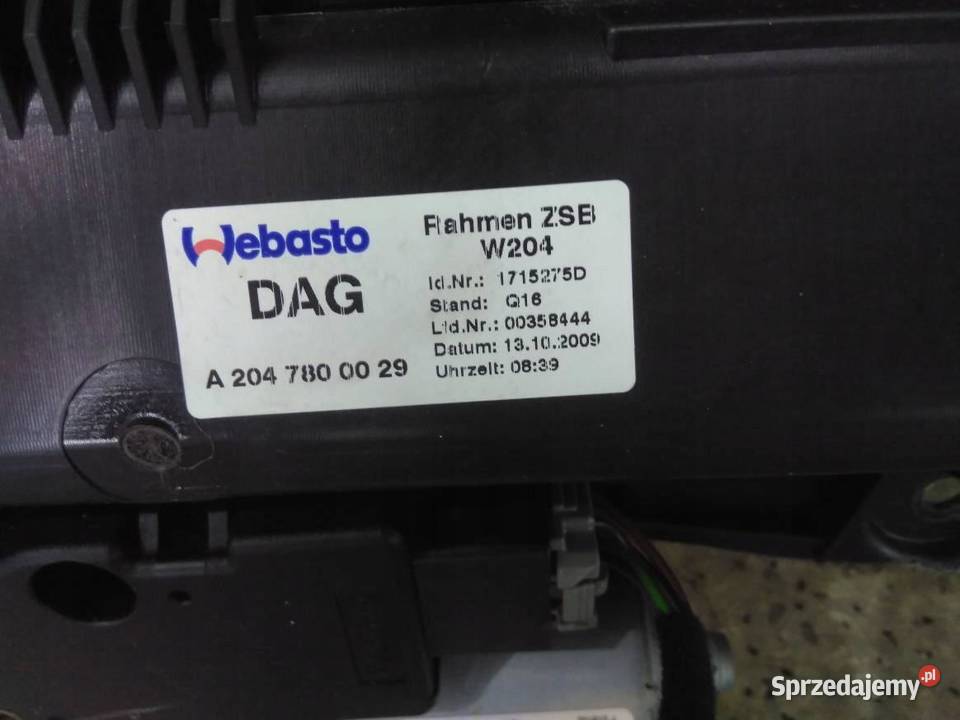 Webasto
DAG
A 204 780 00 29
Rahmen ZSB
W204
Id.Nr.: 1715275D
Stand: Q16
Lfd.Nr.: 00358444
Datum: 13.10.2009
Uhrzeit: 08:39
Sprzedajemy.pl